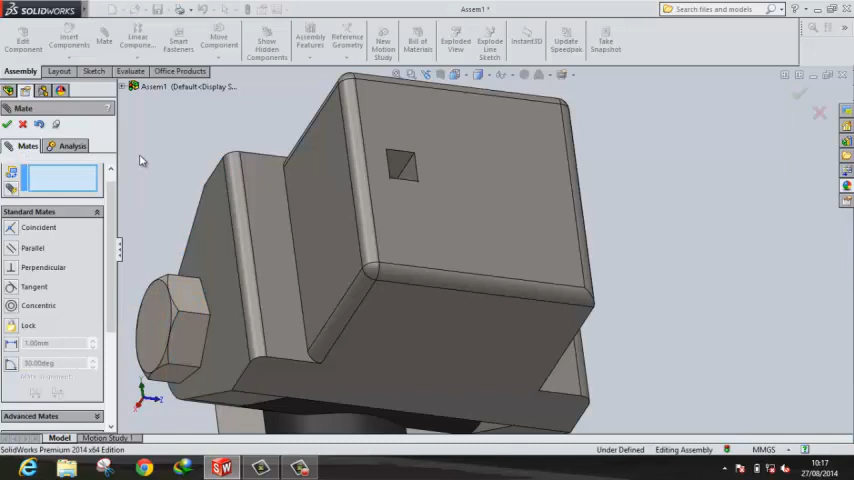 SOLIDWORKS
Assem1 *
Search files and models
Edit Component
Insert Components
Mate
Linear Compone...
Smart Fasteners
Move Component
Show Hidden Components
Assembly Features
Reference Geometry
New Motion Study
Bill of Materials
Exploded View
Explode Line Sketch
Instant3D
Update Speedpak
Take Snapshot
Assembly
Layout
Sketch
Evaluate
Office Products
Assem1 (Default<Display S...
Mate
?
Mates
Analysis
Standard Mates
Coincident
Parallel
Perpendicular
Tangent
Concentric
Lock
1.00mm
30.00deg
Advanced Mates
Y
Z
X
Model
Motion Study 1
SolidWorks Premium 2014 x64 Edition
Under Defined
Editing Assembly
MMGS
10:17
27/08/2014